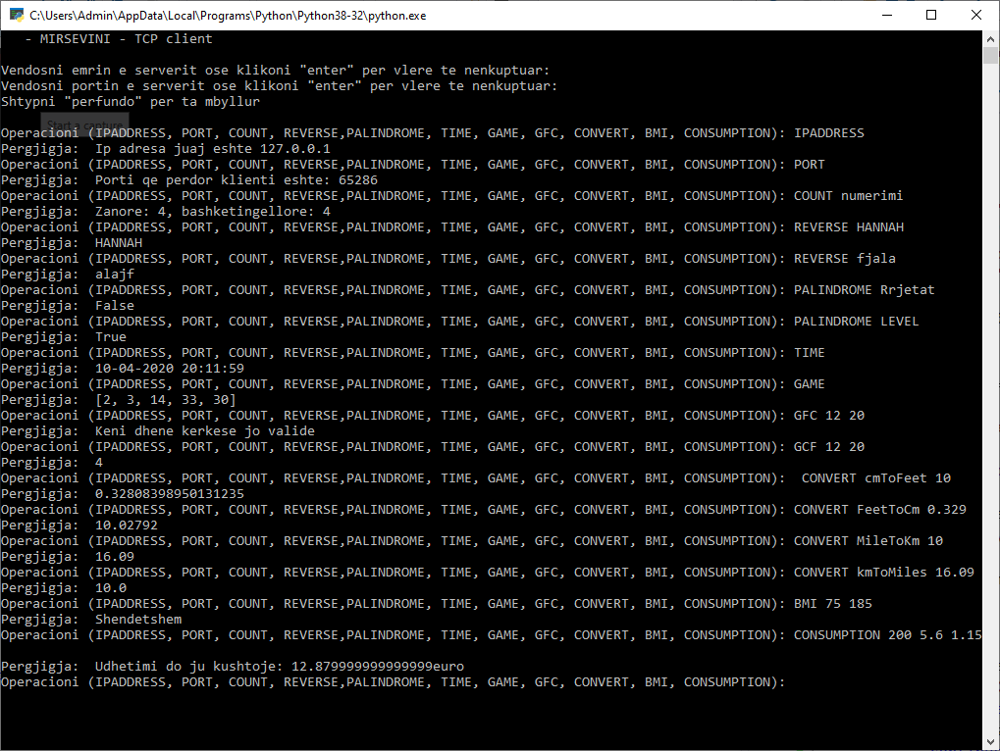 C:\Users\Admin\AppData\Local\Programs\Python\Python38-32\python.exe
- MIRSEVINI - TCP client
Vendosni emrin e serverit ose klikoni "enter" per vlere te nenkuptuar:
Vendosni portin e serverit ose klikoni "enter" per vlere te nenkuptuar:
Shtypni "perfundo" per ta mbyllur
Start a capture
Operacioni (IPADDRESS, PORT, COUNT, REVERSE,PALINDROME, TIME, GAME, GFC, CONVERT, BMI, CONSUMPTION): IPADDRESS
Pergjigja:  Ip adresa juaj eshte 127.0.0.1
Operacioni (IPADDRESS, PORT, COUNT, REVERSE,PALINDROME, TIME, GAME, GFC, CONVERT, BMI, CONSUMPTION): PORT
Pergjigja:  Porti qe perdor klienti eshte: 65286
Operacioni (IPADDRESS, PORT, COUNT, REVERSE,PALINDROME, TIME, GAME, GFC, CONVERT, BMI, CONSUMPTION): COUNT numerimi
Pergjigja:  Zanore: 4, bashketingellore: 4
Operacioni (IPADDRESS, PORT, COUNT, REVERSE,PALINDROME, TIME, GAME, GFC, CONVERT, BMI, CONSUMPTION): REVERSE HANNAH
Pergjigja:  HANNAH
Operacioni (IPADDRESS, PORT, COUNT, REVERSE,PALINDROME, TIME, GAME, GFC, CONVERT, BMI, CONSUMPTION): REVERSE fjala
Pergjigja:  alajf
Operacioni (IPADDRESS, PORT, COUNT, REVERSE,PALINDROME, TIME, GAME, GFC, CONVERT, BMI, CONSUMPTION): PALINDROME Rrjetat
Pergjigja:  False
Operacioni (IPADDRESS, PORT, COUNT, REVERSE,PALINDROME, TIME, GAME, GFC, CONVERT, BMI, CONSUMPTION): PALINDROME LEVEL
Pergjigja:  True
Operacioni (IPADDRESS, PORT, COUNT, REVERSE,PALINDROME, TIME, GAME, GFC, CONVERT, BMI, CONSUMPTION): TIME
Pergjigja:  10-04-2020 20:11:59
Operacioni (IPADDRESS, PORT, COUNT, REVERSE,PALINDROME, TIME, GAME, GFC, CONVERT, BMI, CONSUMPTION): GAME
Pergjigja:  [2, 3, 14, 33, 30]
Operacioni (IPADDRESS, PORT, COUNT, REVERSE,PALINDROME, TIME, GAME, GFC, CONVERT, BMI, CONSUMPTION): GFC 12 20
Pergjigja:  Keni dhene kerkese jo valide
Operacioni (IPADDRESS, PORT, COUNT, REVERSE,PALINDROME, TIME, GAME, GFC, CONVERT, BMI, CONSUMPTION): GCF 12 20
Pergjigja:  4
Operacioni (IPADDRESS, PORT, COUNT, REVERSE,PALINDROME, TIME, GAME, GFC, CONVERT, BMI, CONSUMPTION):  CONVERT cmToFeet 10
Pergjigja:  0.32808398950131235
Operacioni (IPADDRESS, PORT, COUNT, REVERSE,PALINDROME, TIME, GAME, GFC, CONVERT, BMI, CONSUMPTION): CONVERT FeetToCm 0.329
Pergjigja:  10.02792
Operacioni (IPADDRESS, PORT, COUNT, REVERSE,PALINDROME, TIME, GAME, GFC, CONVERT, BMI, CONSUMPTION): CONVERT MileToKm 10
Pergjigja:  16.09
Operacioni (IPADDRESS, PORT, COUNT, REVERSE,PALINDROME, TIME, GAME, GFC, CONVERT, BMI, CONSUMPTION): CONVERT kmToMiles 16.09
Pergjigja:  10.0
Operacioni (IPADDRESS, PORT, COUNT, REVERSE,PALINDROME, TIME, GAME, GFC, CONVERT, BMI, CONSUMPTION): BMI 75 185
Pergjigja:  Shendetshem
Operacioni (IPADDRESS, PORT, COUNT, REVERSE,PALINDROME, TIME, GAME, GFC, CONVERT, BMI, CONSUMPTION): CONSUMPTION 200 5.6 1.15
Pergjigja:  Udhetimi do ju kushtoje: 12.879999999999999euro
Operacioni (IPADDRESS, PORT, COUNT, REVERSE,PALINDROME, TIME, GAME, GFC, CONVERT, BMI, CONSUMPTION):